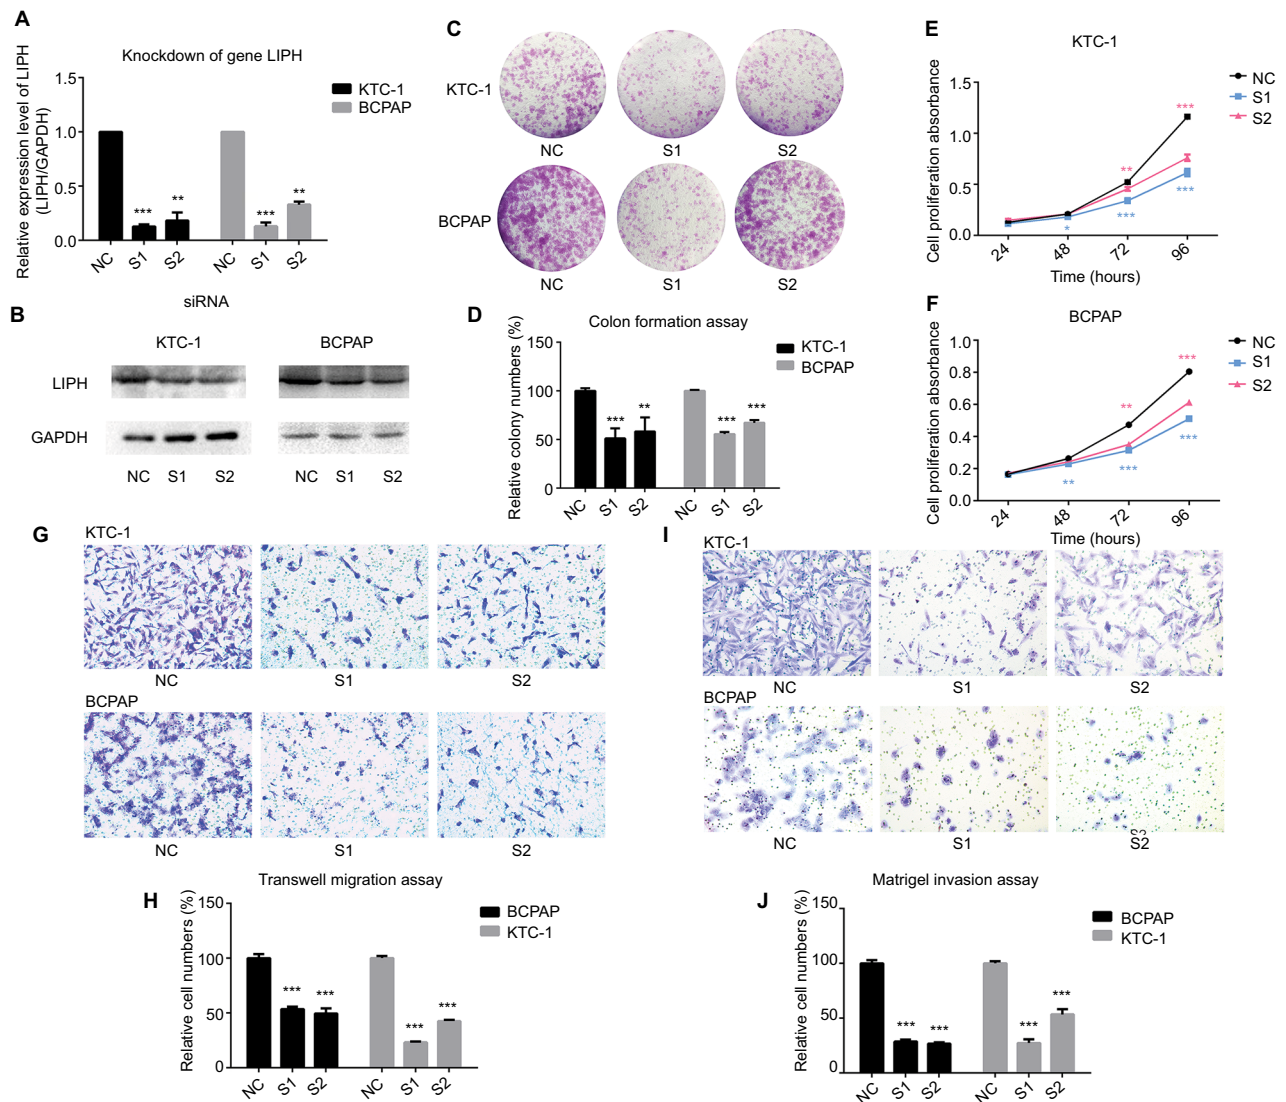 A
Knockdown of gene LIPH
Relative expression level of LIPH
(LIPH/GAPDH)
1.5
1.0
0.5
0.0
*** ** *** **
NC S1 S2 NC S1 S2
siRNA
KTC-1
BCPAP
B
KTC-1 BCPAP
LIPH
GAPDH
NC S1 S2 NC S1 S2
C
KTC-1
NC S1 S2
BCPAP
NC S1 S2
D
Colon formation assay
Relative colony numbers (%)
150
100
50
0
*** ** *** ***
NC S1 S2 NC S1 S2
KTC-1
BCPAP
E
KTC-1
Cell proliferation absorbance
1.5
1.0
0.5
0.0
* ** *** *** ***
24 48 72 96
Time (hours)
NC
S1
S2
F
BCPAP
Cell proliferation absorbance
1.0
0.8
0.6
0.4
0.2
0.0
** ** *** *** ***
24 48 72 96
Time (hours)
NC
S1
S2
G
KTC-1
NC S1 S2
BCPAP
NC S1 S2
H
Transwell migration assay
Relative cell numbers (%)
150
100
50
0
*** *** *** ***
NC S1 S2 NC S1 S2
BCPAP
KTC-1
I
KTC-1
NC S1 S2
BCPAP
NC S1 S2
S2
J
Matrigel invasion assay
Relative cell numbers (%)
150
100
50
0
*** *** *** ***
NC S1 S2 NC S1 S2
BCPAP
KTC-1